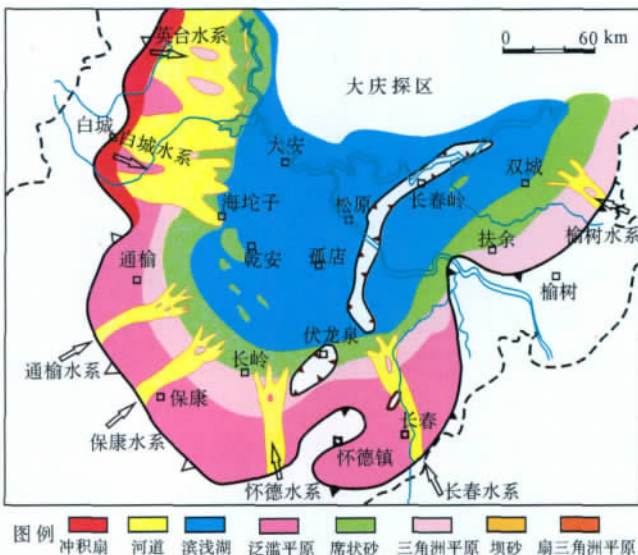 英台水系
0 60 km
大庆探区
白城
白城水系
大安
双城
海坨子
松原
长春岭
榆树水系
通榆
乾安
孤店
扶余
榆树
伏龙泉
通榆水系
长岭
保康
长春
保康水系
怀德镇
怀德水系
长春水系
图例
冲积扇 河道 滨浅湖 泛滥平原 席状砂 三角洲平原 坝砂 扇三角洲平原